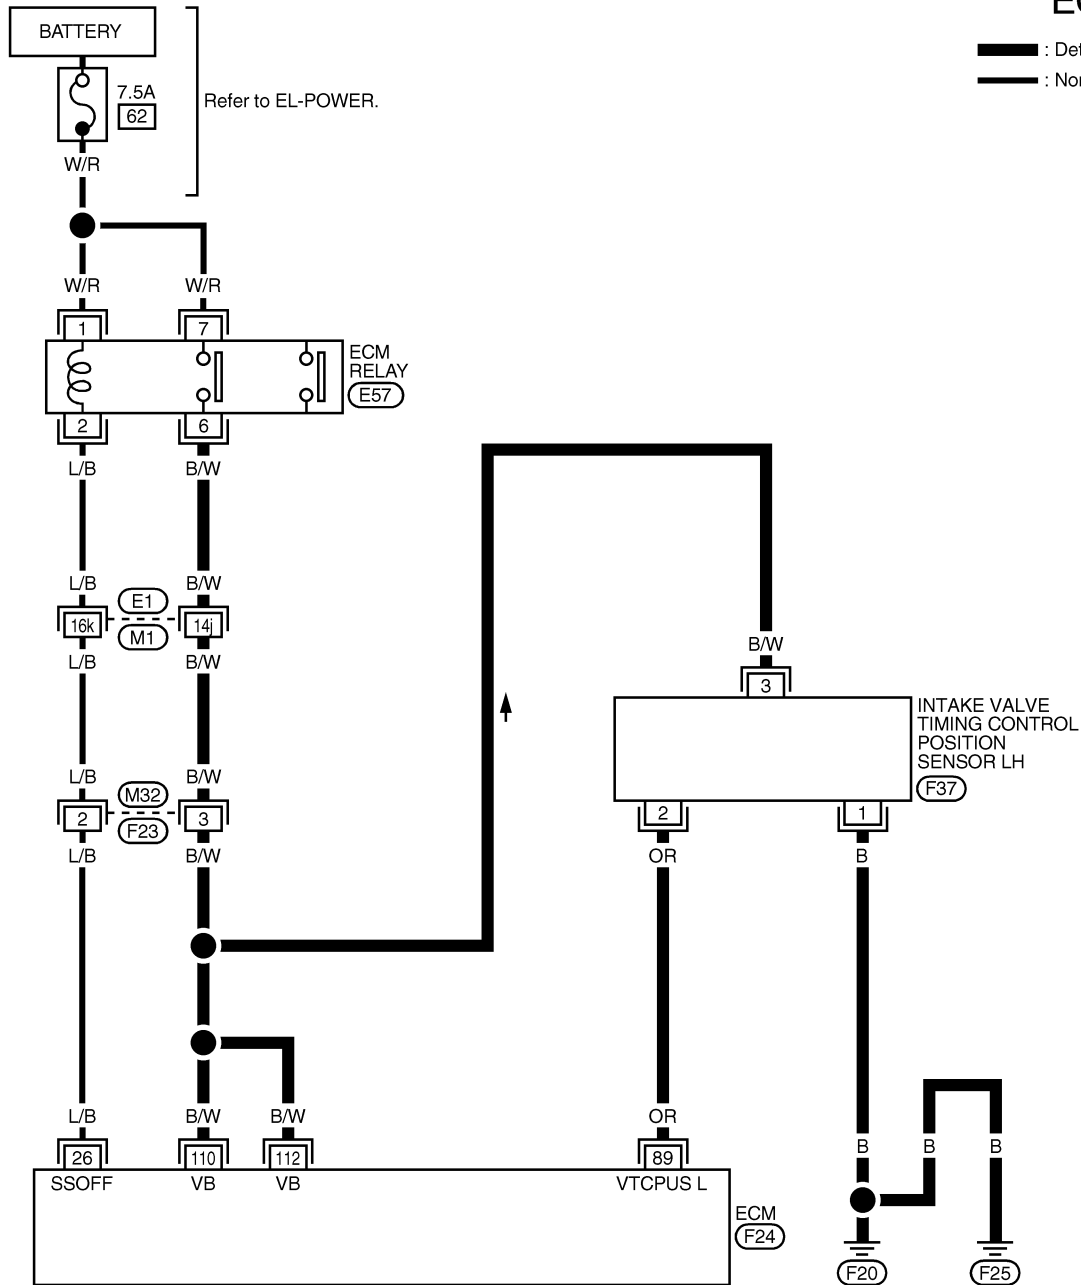 BATTERY
7.5A
62
Refer to EL-POWER.
: Det
: Nor
W/R
W/R
W/R
1
7
ECM
RELAY
E57
2
6
L/B
B/W
L/B
B/W
E1
16k
14j
M1
L/B
B/W
B/W
3
INTAKE VALVE
TIMING CONTROL
POSITION
SENSOR LH
F37
L/B
B/W
M32
2
3
F23
2
1
L/B
B/W
OR
B
L/B
B/W
B/W
OR
B
B
B
26
110
112
89
SSOFF
VB
VB
VTCPUS L
ECM
F24
F20
F25